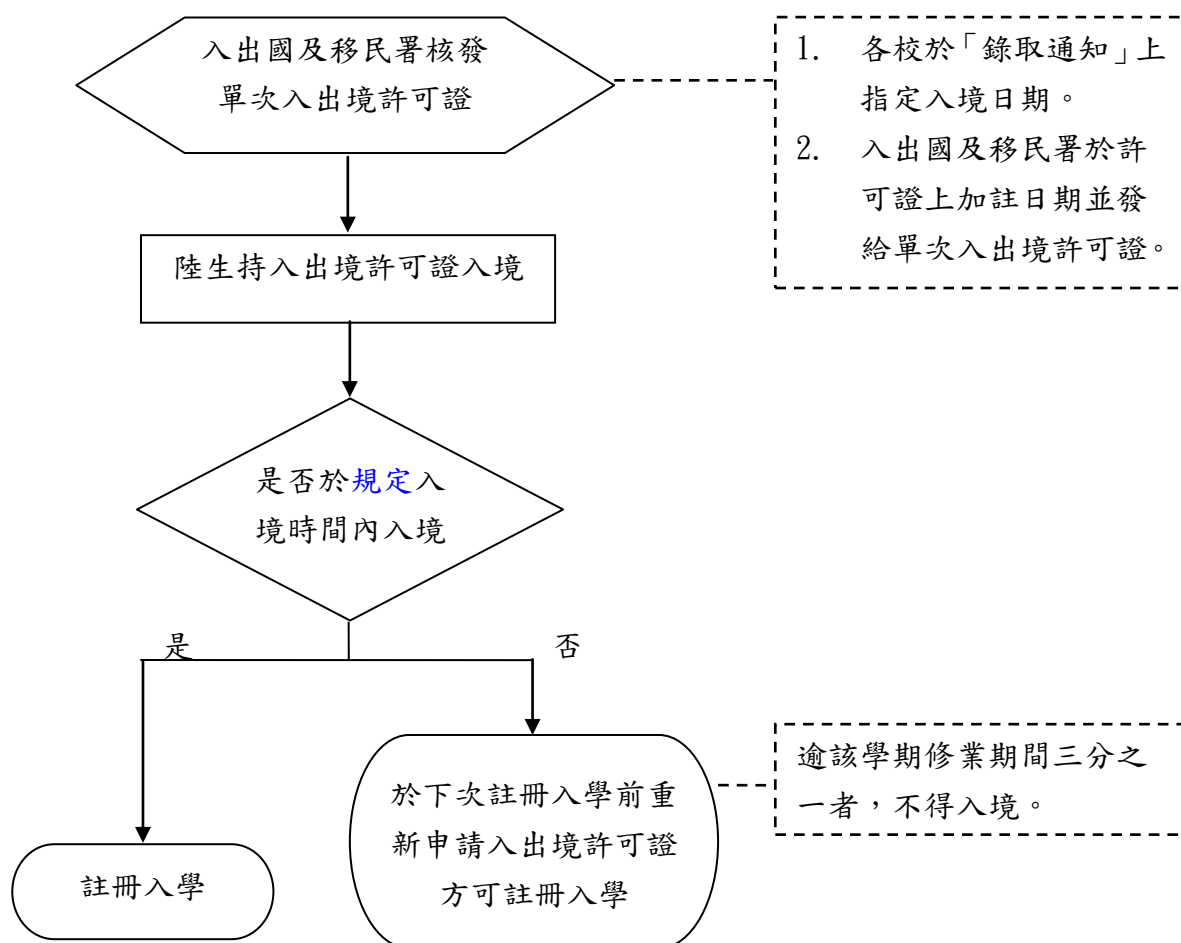 入出國及移民署核發
單次入出境許可證
1. 各校於「錄取通知」上
指定入境日期。
2. 入出國及移民署於許
可證上加註日期並發
給單次入出境許可證。
陸生持入出境許可證入境
是否於規定入
境時間內入境
是
否
註冊入學
於下次註冊入學前重
新申請入出境許可證
方可註冊入學
逾該學期修業期間三分之
一者，不得入境。